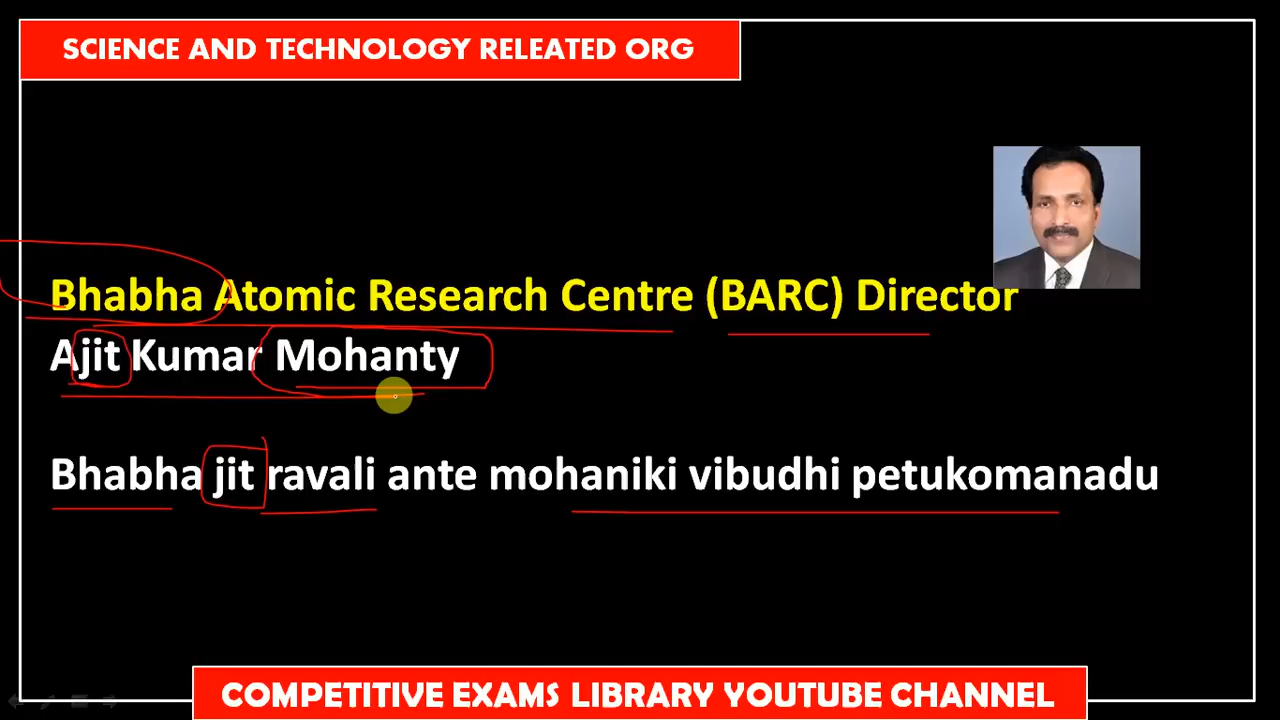 SCIENCE AND TECHNOLOGY RELEATED ORG
Bhabha Atomic Research Centre (BARC) Director
Ajit Kumar Mohanty
Bhabha jit ravali ante mohaniki vibudhi petukomanadu
COMPETITIVE EXAMS LIBRARY YOUTUBE CHANNEL